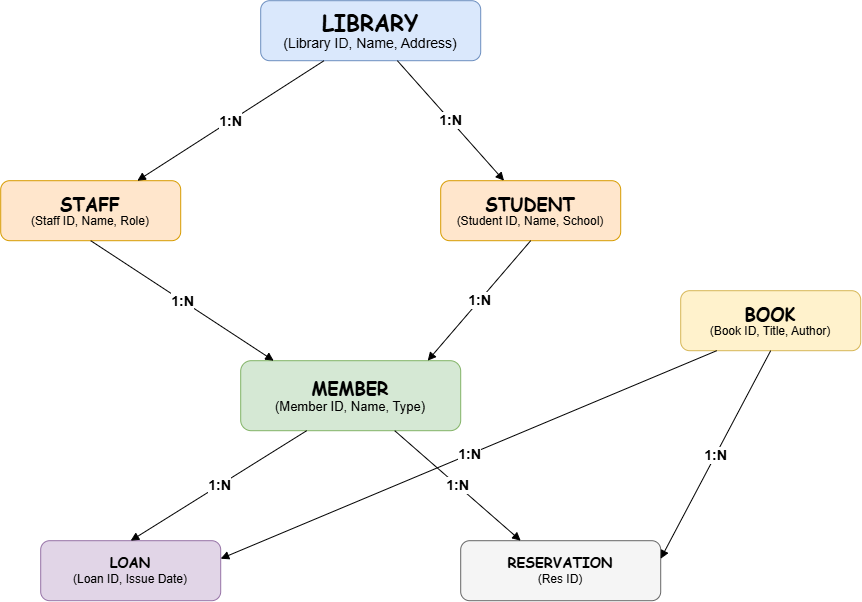 LIBRARY
(Library ID, Name, Address)
1:N
1:N
STAFF
(Staff ID, Name, Role)
STUDENT
(Student ID, Name, School)
1:N
1:N
BOOK
(Book ID, Title, Author)
MEMBER
(Member ID, Name, Type)
1:N
1:N
1:N
1:N
LOAN
(Loan ID, Issue Date)
RESERVATION
(Res ID)